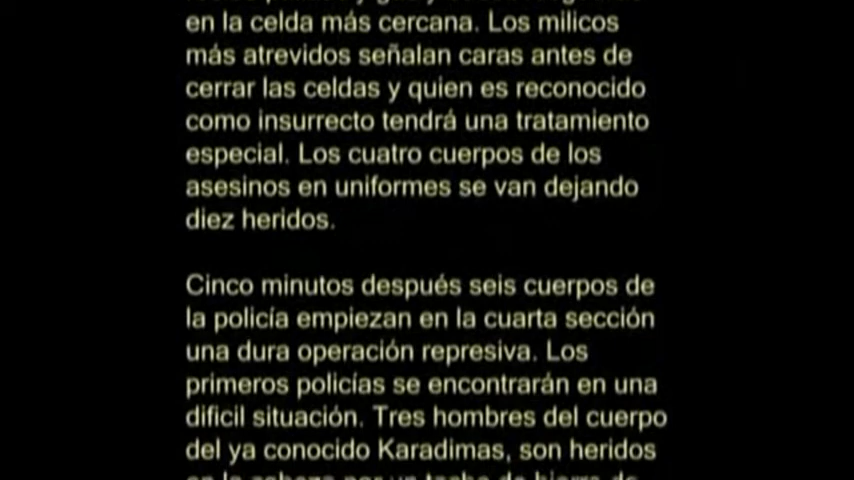 en la celda más cercana. Los milicos
más atrevidos señalan caras antes de
cerrar las celdas y quien es reconocido
como insurrecto tendrá una tratamiento
especial. Los cuatro cuerpos de los
asesinos en uniformes se van dejando
diez heridos.
Cinco minutos después seis cuerpos de
la policía empiezan en la cuarta sección
una dura operación represiva. Los
primeros policías se encontrarán en una
dificil situación. Tres hombres del cuerpo
del ya conocido Karadimas, son heridos